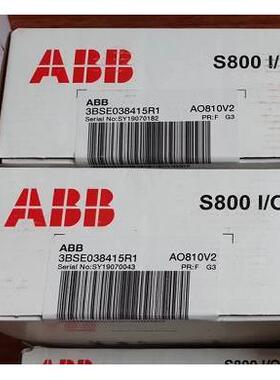 ABB
S800 I/
ABB
3BSE038415R1
AO810V2
Serial No:SY19070182
PR:F G3
ABB
S800 I/O
ABB
3BSE038415R1
AO810V2
Serial No:SY19070043
PR:F G3